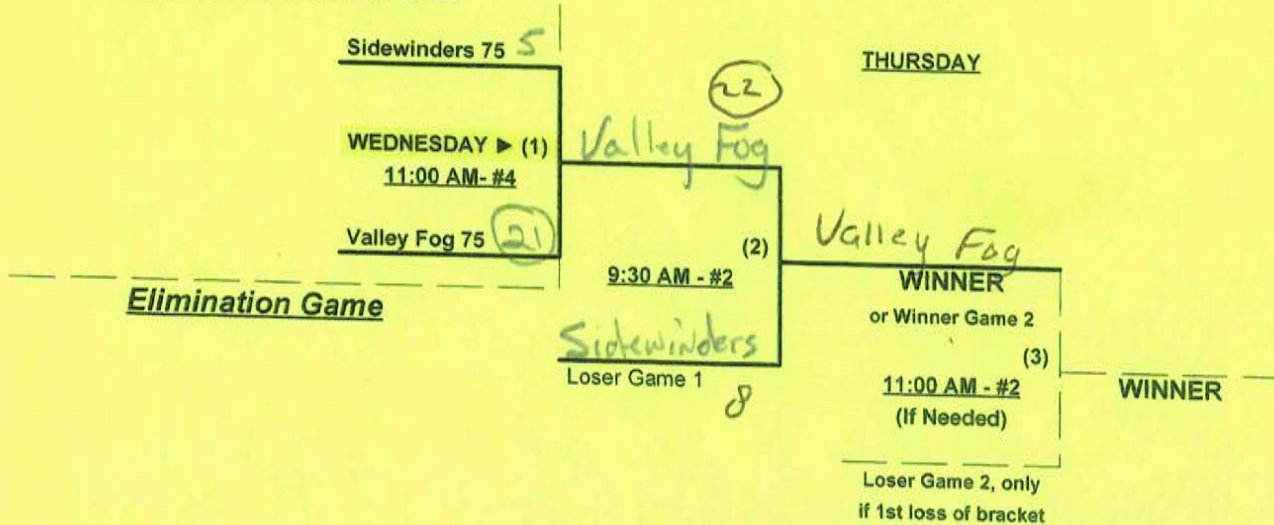 Sidewinders 75 5
THURSDAY
22
WEDNESDAY ► (1)
Valley Fog
11:00 AM- #4
Valley Fog 75 21
(2)
Valley Fog
9:30 AM - #2
WINNER
Elimination Game
or Winner Game 2
Sidewinders
(3)
Loser Game 1
8
11:00 AM - #2
WINNER
(If Needed)
Loser Game 2, only
if 1st loss of bracket